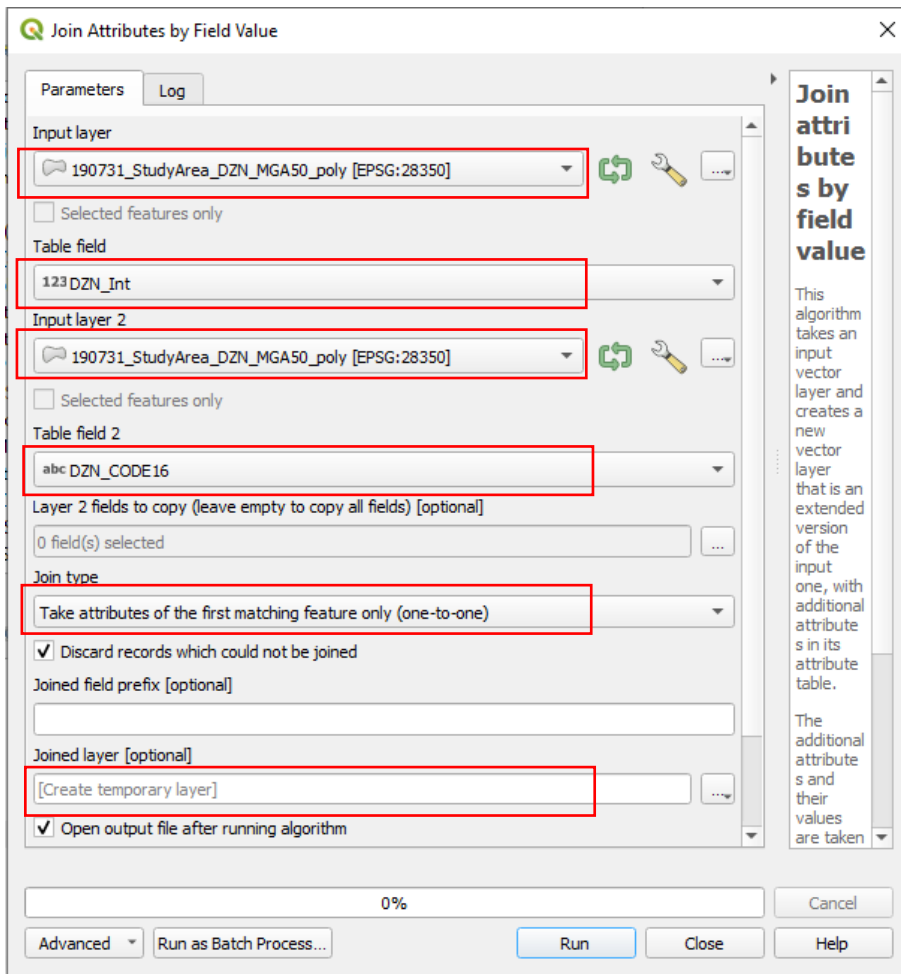 Join Attributes by Field Value
Parameters
Log
Input layer
190731_StudyArea_DZN_MGA50_poly [EPSG:28350]
...
Selected features only
Table field
123 DZN_Int
Input layer 2
190731_StudyArea_DZN_MGA50_poly [EPSG:28350]
...
Selected features only
Table field 2
abc DZN_CODE16
Layer 2 fields to copy (leave empty to copy all fields) [optional]
0 field(s) selected
...
Join type
Take attributes of the first matching feature only (one-to-one)
Discard records which could not be joined
Joined field prefix [optional]
Joined layer [optional]
[Create temporary layer]
...
Open output file after running algorithm
Join
attri
bute
s by
field
value
This
algorithm
takes an
input
vector
layer and
creates a
new
vector
layer
that is an
extended
version
of the
input
one, with
additional
attribute
s in its
attribute
table.
The
additional
attribute
s and
their
values
are taken
0%
Cancel
Advanced
Run as Batch Process...
Run
Close
Help